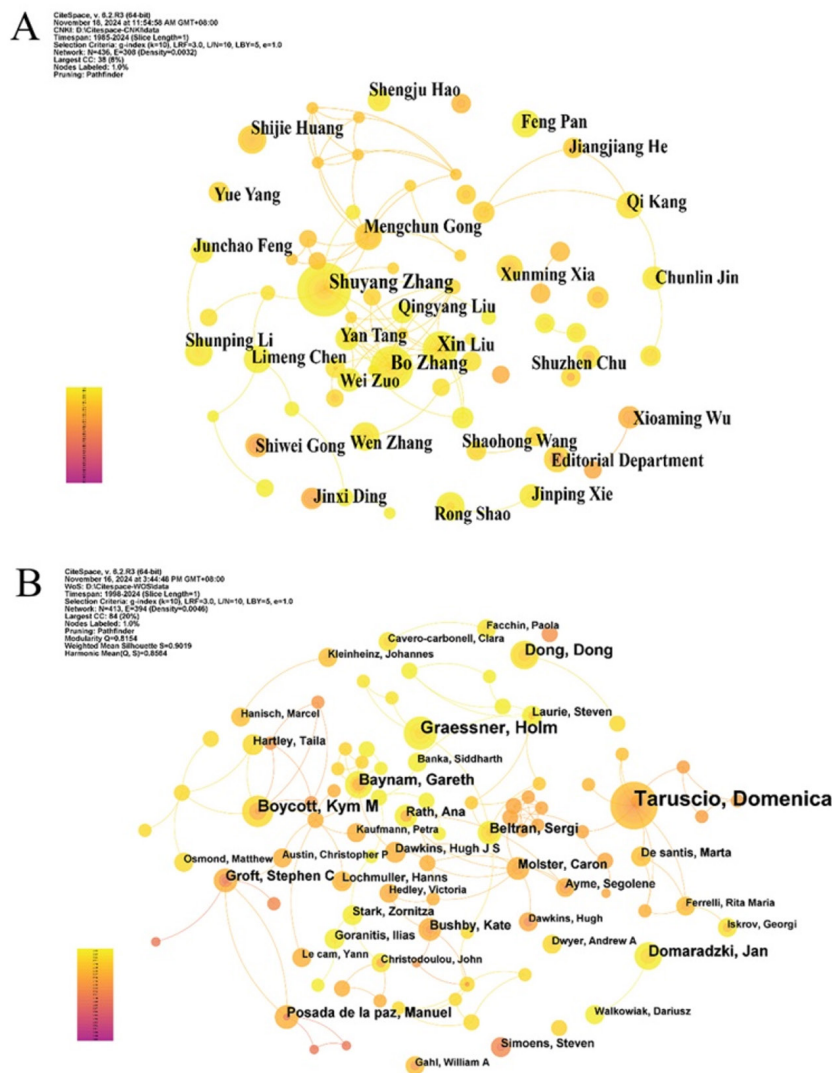 A
CiteSpace, v. 6.2.R3 (64-bit)
November 18, 2024 at 11:54:58 AM GMT+08:00
CNKI: D:\Citespace-CNKI\data
Timespan: 1985-2024 (Slice Length=1)
Selection Criteria: g-index (k=10), LRF=3.0, L/N=10, LBY=5, e=1.0
Network: N=436, E=308 (Density=0.0032)
Largest CC: 38 (8%)
Nodes Labeled: 1.0%
Pruning: Pathfinder
Shengju Hao
Shijie Huang
Feng Pan
Jiangjiang He
Yue Yang
Qi Kang
Mengchun Gong
Junchao Feng
Xunming Xia
Chunlin Jin
Shuyang Zhang
Qingyang Liu
Yan Tang
Xin Liu
Shunping Li
Limeng Chen
Bo Zhang
Shuzhen Chu
Wei Zuo
Xioaming Wu
Shiwei Gong
Wen Zhang
Shaohong Wang
Editorial Department
Jinxi Ding
Jinping Xie
Rong Shao
B
CiteSpace, v. 6.2.R3 (64-bit)
November 16, 2024 at 3:44:46 PM GMT+08:00
WoS: D:\Citespace-WOS\data
Timespan: 1998-2024 (Slice Length=1)
Selection Criteria: g-index (k=10), LRF=3.0, L/N=10, LBY=5, e=1.0
Network: N=413, E=394 (Density=0.0046)
Largest CC: 84 (20%)
Nodes Labeled: 1.0%
Pruning: Pathfinder
Modularity Q=0.8154
Weighted Mean Silhouette S=0.9019
Harmonic Mean(Q, S)=0.8564
Facchin, Paola
Cavero-carbonell, Clara
Dong, Dong
Kleinheinz, Johannes
Hanisch, Marcel
Laurie, Steven
Graessner, Holm
Hartley, Taila
Banka, Siddharth
Baynam, Gareth
Taruscio, Domenica
Boycott, Kym M
Rath, Ana
Kaufmann, Petra
Beltran, Sergi
Osmond, Matthew
Austin, Christopher P
Dawkins, Hugh J S
De santis, Marta
Molster, Caron
Groft, Stephen C
Lochmuller, Hanns
Ayme, Segolene
Hedley, Victoria
Ferrelli, Rita Maria
Stark, Zornitza
Dawkins, Hugh
Iskrov, Georgi
Bushby, Kate
Goranitis, Ilias
Dwyer, Andrew A
Le cam, Yann
Christodoulou, John
Domaradzki, Jan
Posada de la paz, Manuel
Walkowiak, Dariusz
Simoens, Steven
Gahl, William A